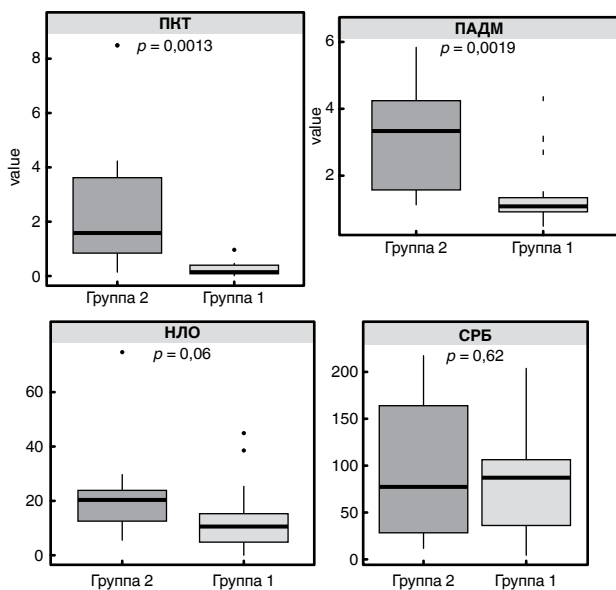 ПКТ
p = 0,0013
value
8
6
4
2
0
Группа 2 Группа 1
ПАДМ
p = 0,0019
value
6
4
2
Группа 2 Группа 1
НЛО
p = 0,06
60
40
20
0
Группа 2 Группа 1
СРБ
p = 0,62
200
150
100
50
0
Группа 2 Группа 1